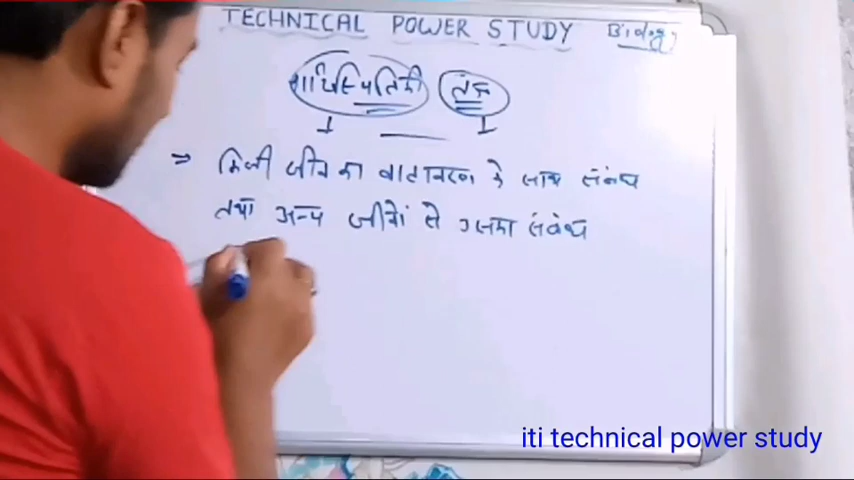 TECHNICAL POWER STUDY Biology
पारिस्थितिकी तंत्र
⇒ किसी जीव का वातावरण के साथ संबंध
तथा अन्य जीवों से उसका संबंध
iti technical power study